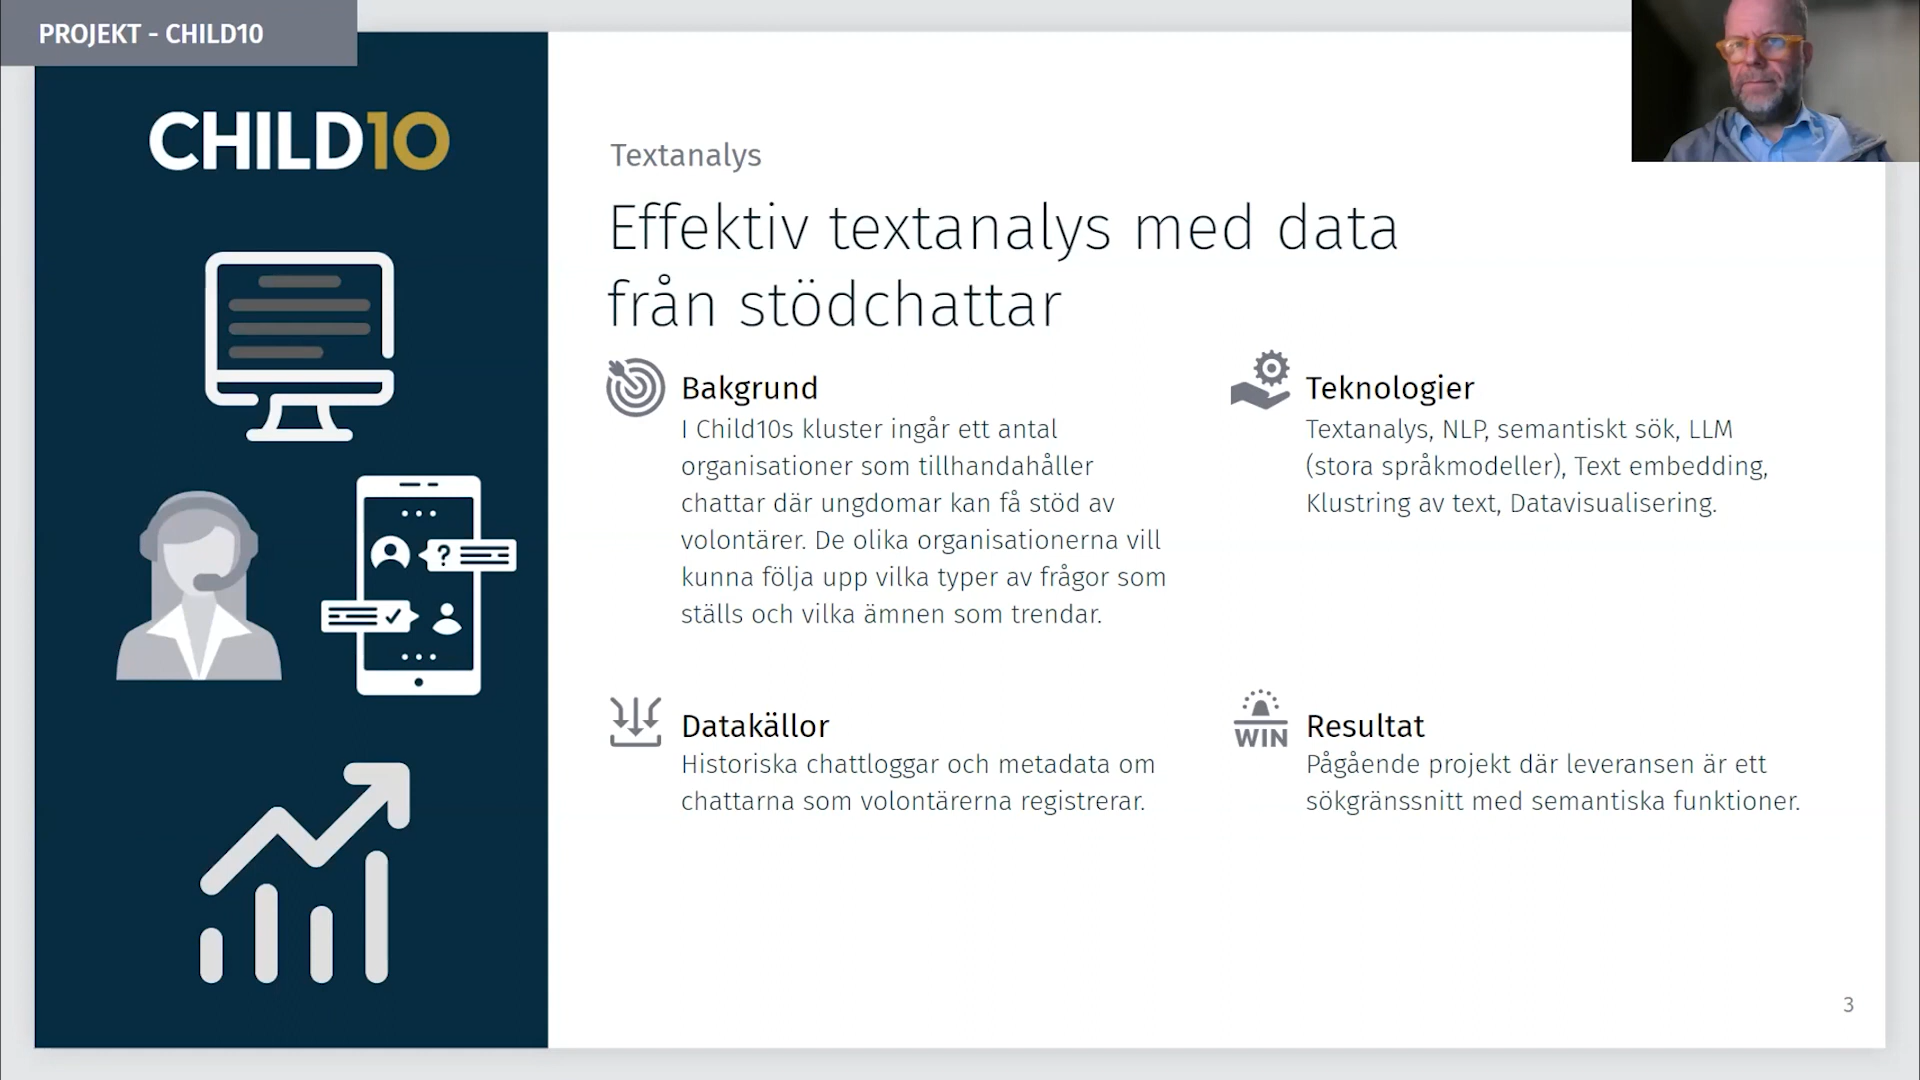 PROJEKT - CHILD10
CHILD10
Textanalys
Effektiv textanalys med data
från stödchattar
Bakgrund
I Child10s kluster ingår ett antal
organisationer som tillhandahåller
chattar där ungdomar kan få stöd av
volontärer. De olika organisationerna vill
kunna följa upp vilka typer av frågor som
ställs och vilka ämnen som trendar.
Teknologier
Textanalys, NLP, semantiskt sök, LLM
(stora språkmodeller), Text embedding,
Klustring av text, Datavisualisering.
Datakällor
Historiska chattloggar och metadata om
chattarna som volontärerna registrerar.
WIN
Resultat
Pågående projekt där leveransen är ett
sökgränssnitt med semantiska funktioner.
?
3